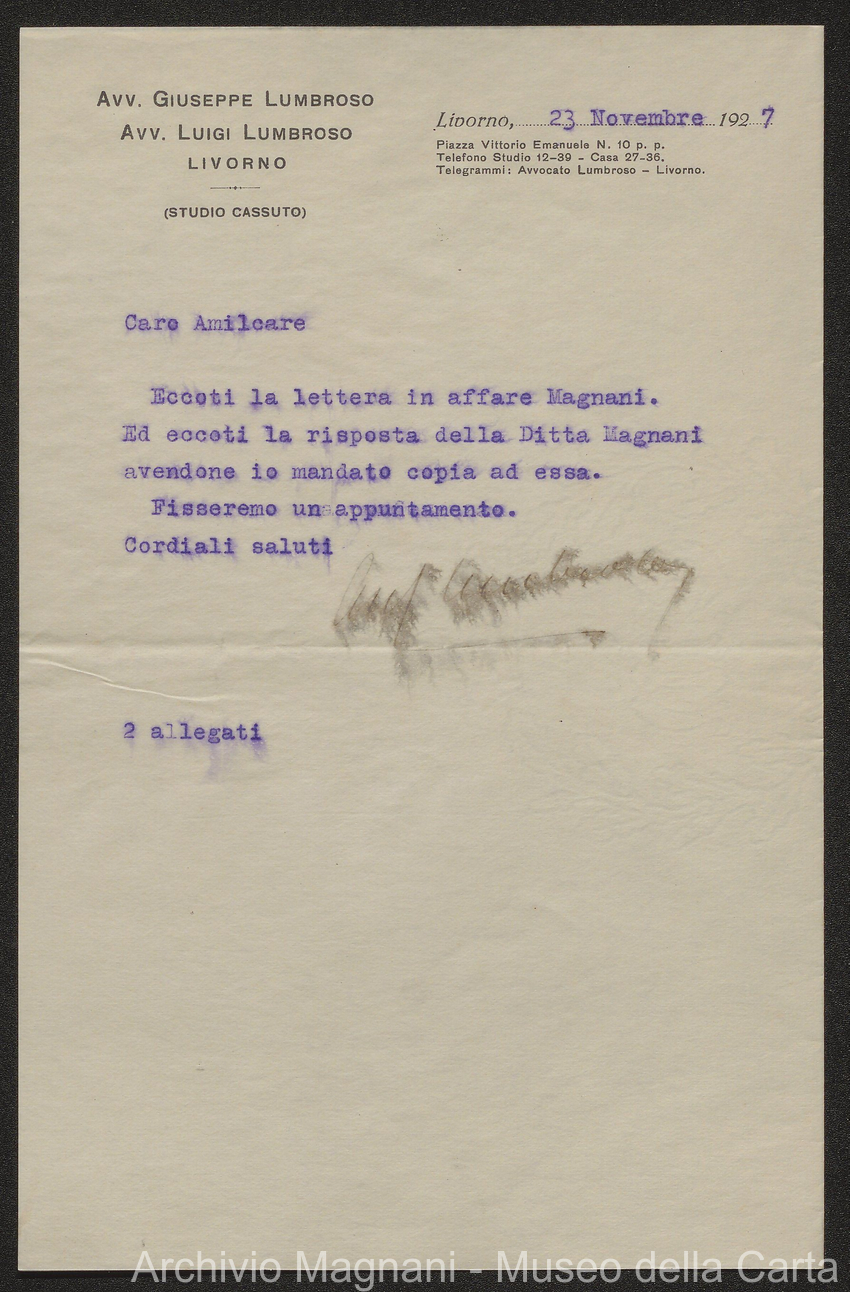 AVV. GIUSEPPE LUMBROSO
AVV. LUIGI LUMBROSO
LIVORNO
(STUDIO CASSUTO)
Livorno, 23 Novembre 1927
Piazza Vittorio Emanuele N. 10 p. p.
Telefono Studio 12–39 – Casa 27-36.
Telegrammi: Avvocato Lumbroso – Livorno.
Caro Amilcare
Eccoti la lettera in affare Magnani.
Ed eccoti la risposta della Ditta Magnani
avendone io mandato copia ad essa.
Fisseremo un appuntamento.
Cordiali saluti
Lumbroso
2 allegati
Archivio Magnani - Museo della Carta